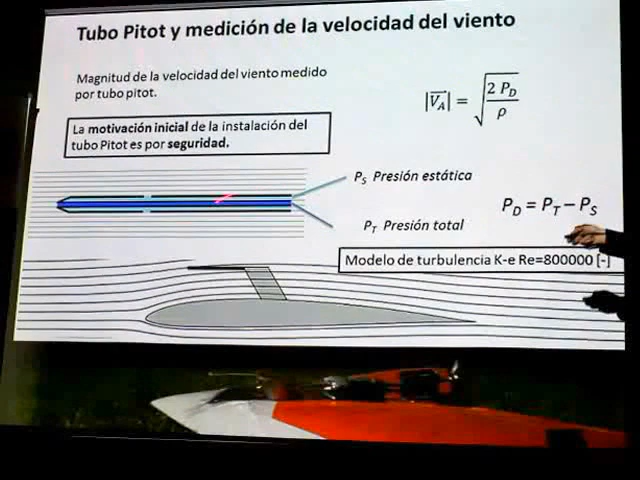 Tubo Pitot y medición de la velocidad del viento
Magnitud de la velocidad del viento medido
por tubo pitot.
|V_A| = √(2 P_D / ρ)
La motivación inicial de la instalación del
tubo Pitot es por seguridad.
P_S Presión estática
P_D = P_T − P_S
P_T Presión total
Modelo de turbulencia K-e Re=800000 [-]